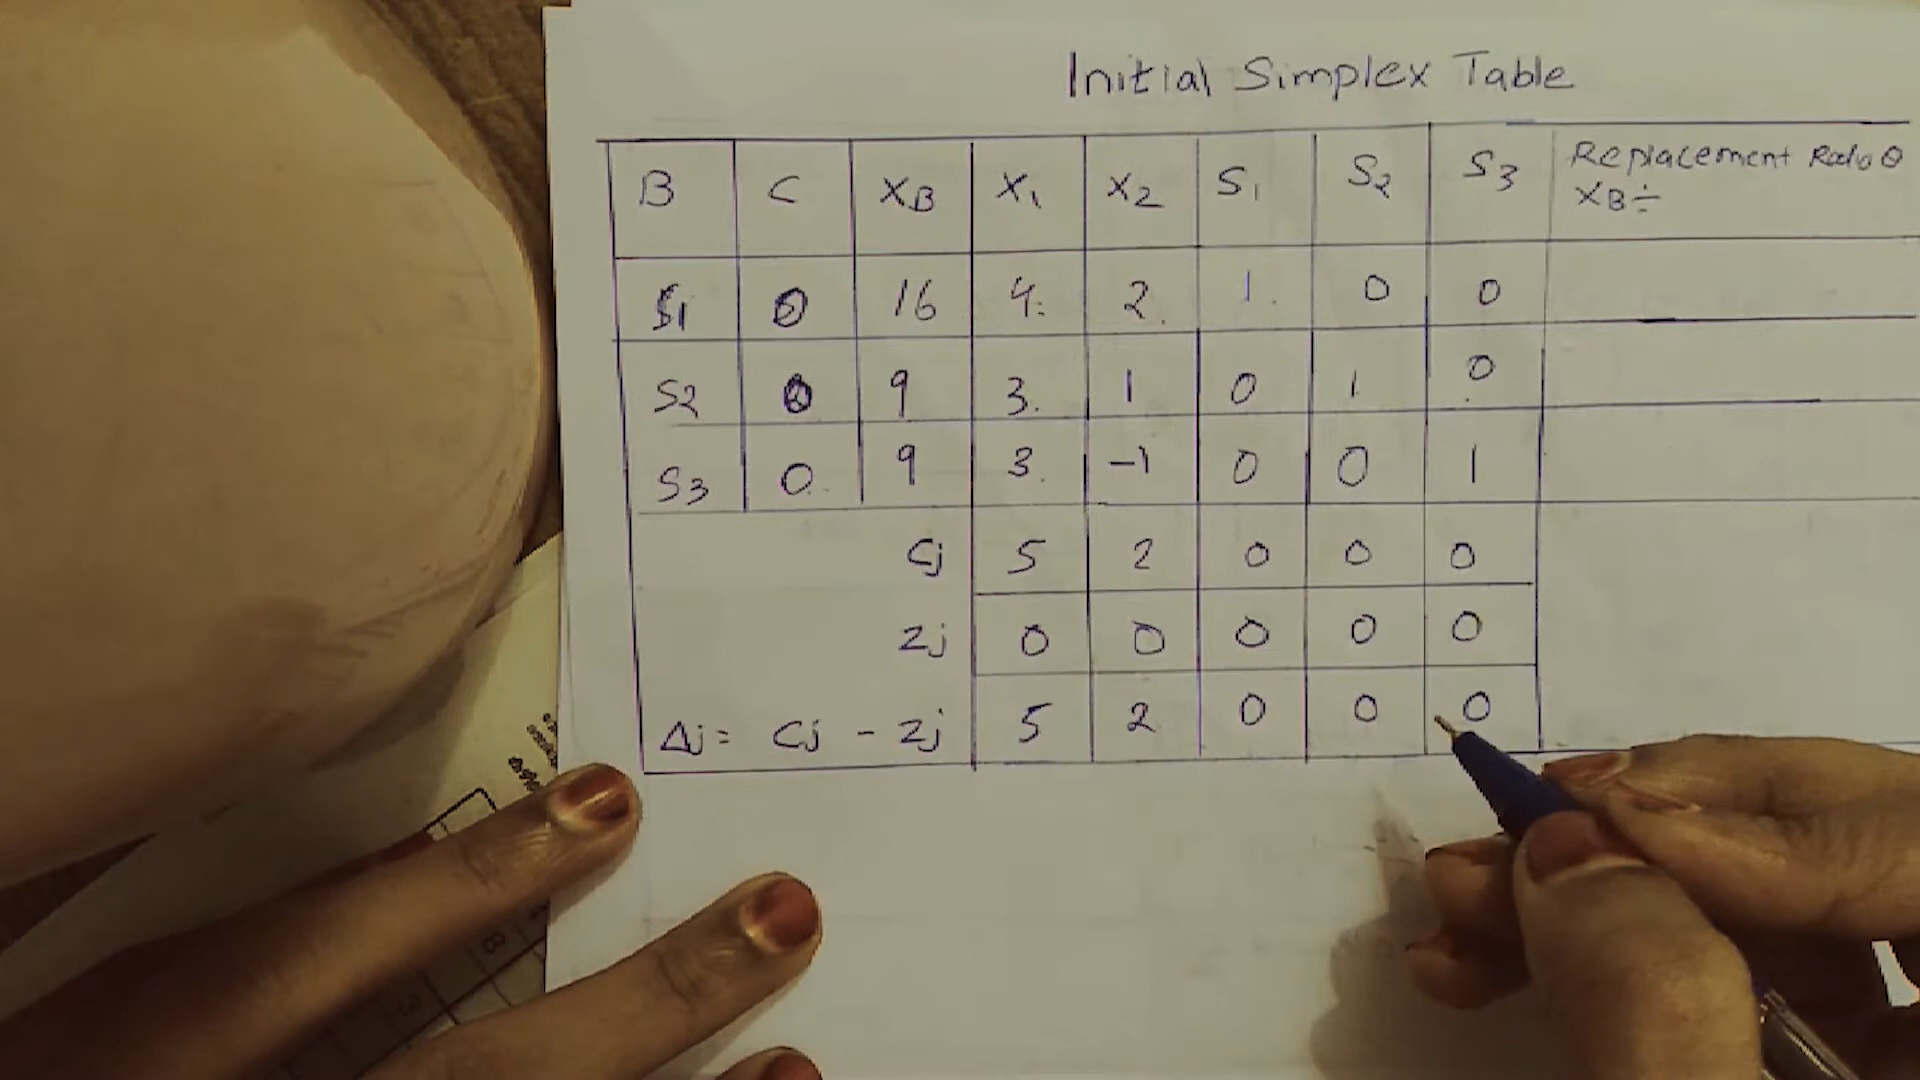 Initial Simplex Table
B C XB X1 X2 S1 S2 S3 Replacement Ratio θ
XB÷
S1 0 16 4 2 1 0 0
S2 0 9 3 1 0 1 0
S3 0 9 3 -1 0 0 1
Cj 5 2 0 0 0
Zj 0 0 0 0 0
Δj = Cj - Zj 5 2 0 0 0